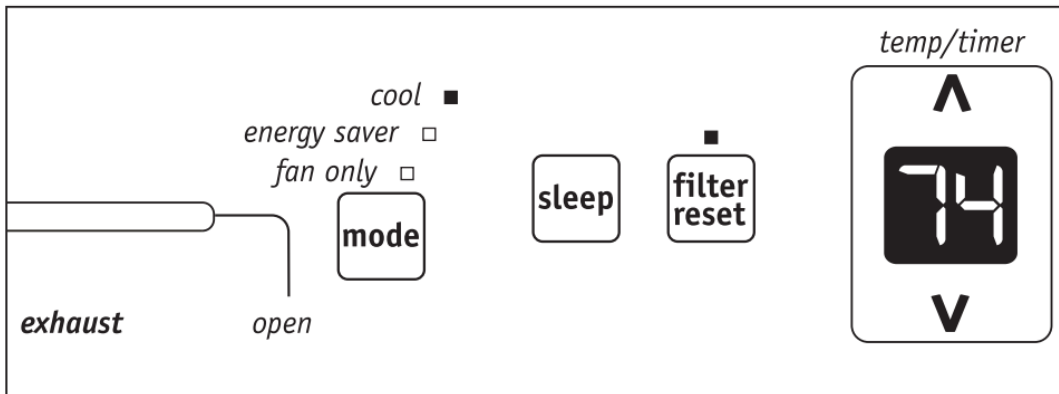 temp/timer
cool
energy saver
fan only
mode
sleep
filter
reset
74
exhaust
open